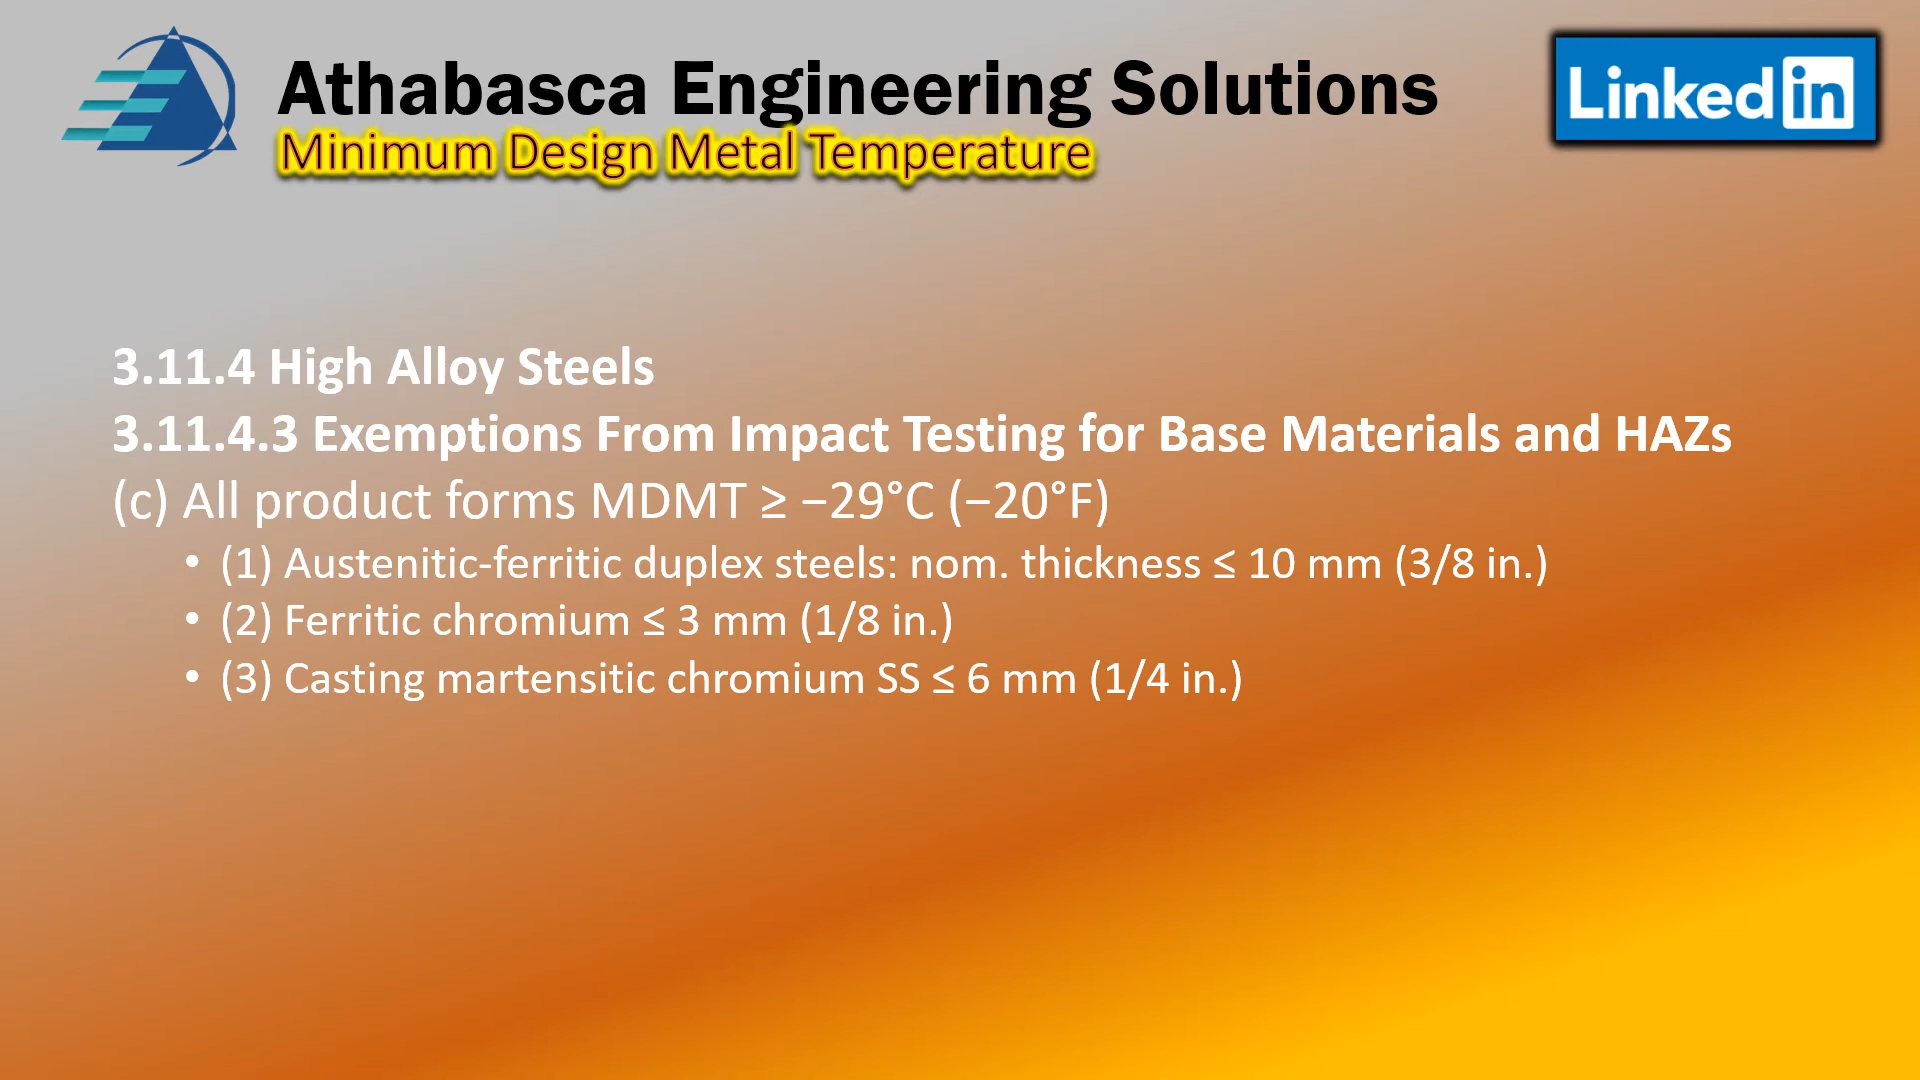 Athabasca Engineering Solutions
Minimum Design Metal Temperature
Linked in
3.11.4 High Alloy Steels
3.11.4.3 Exemptions From Impact Testing for Base Materials and HAZs
(c) All product forms MDMT ≥ −29°C (−20°F)
• (1) Austenitic-ferritic duplex steels: nom. thickness ≤ 10 mm (3/8 in.)
• (2) Ferritic chromium ≤ 3 mm (1/8 in.)
• (3) Casting martensitic chromium SS ≤ 6 mm (1/4 in.)